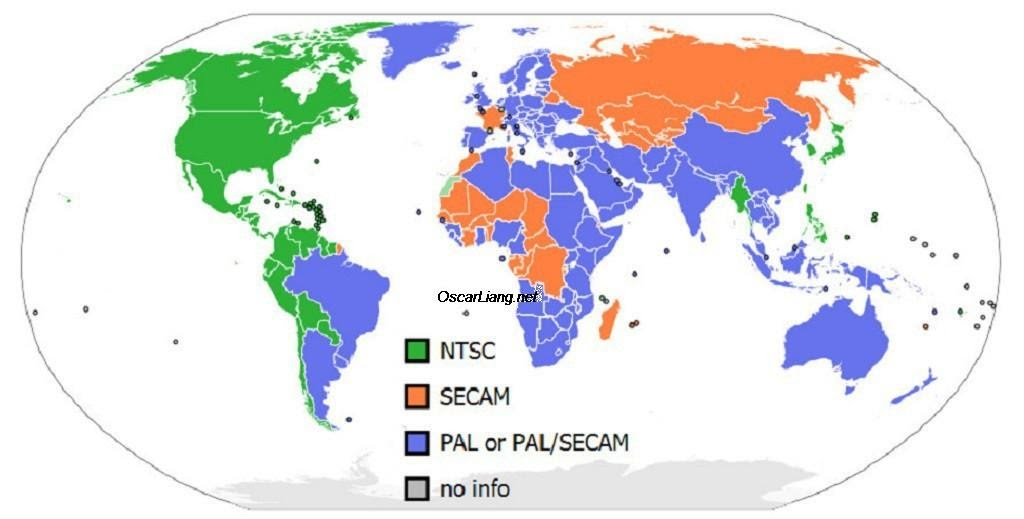 OscarLiang.net
NTSC
SECAM
PAL or PAL/SECAM
no info